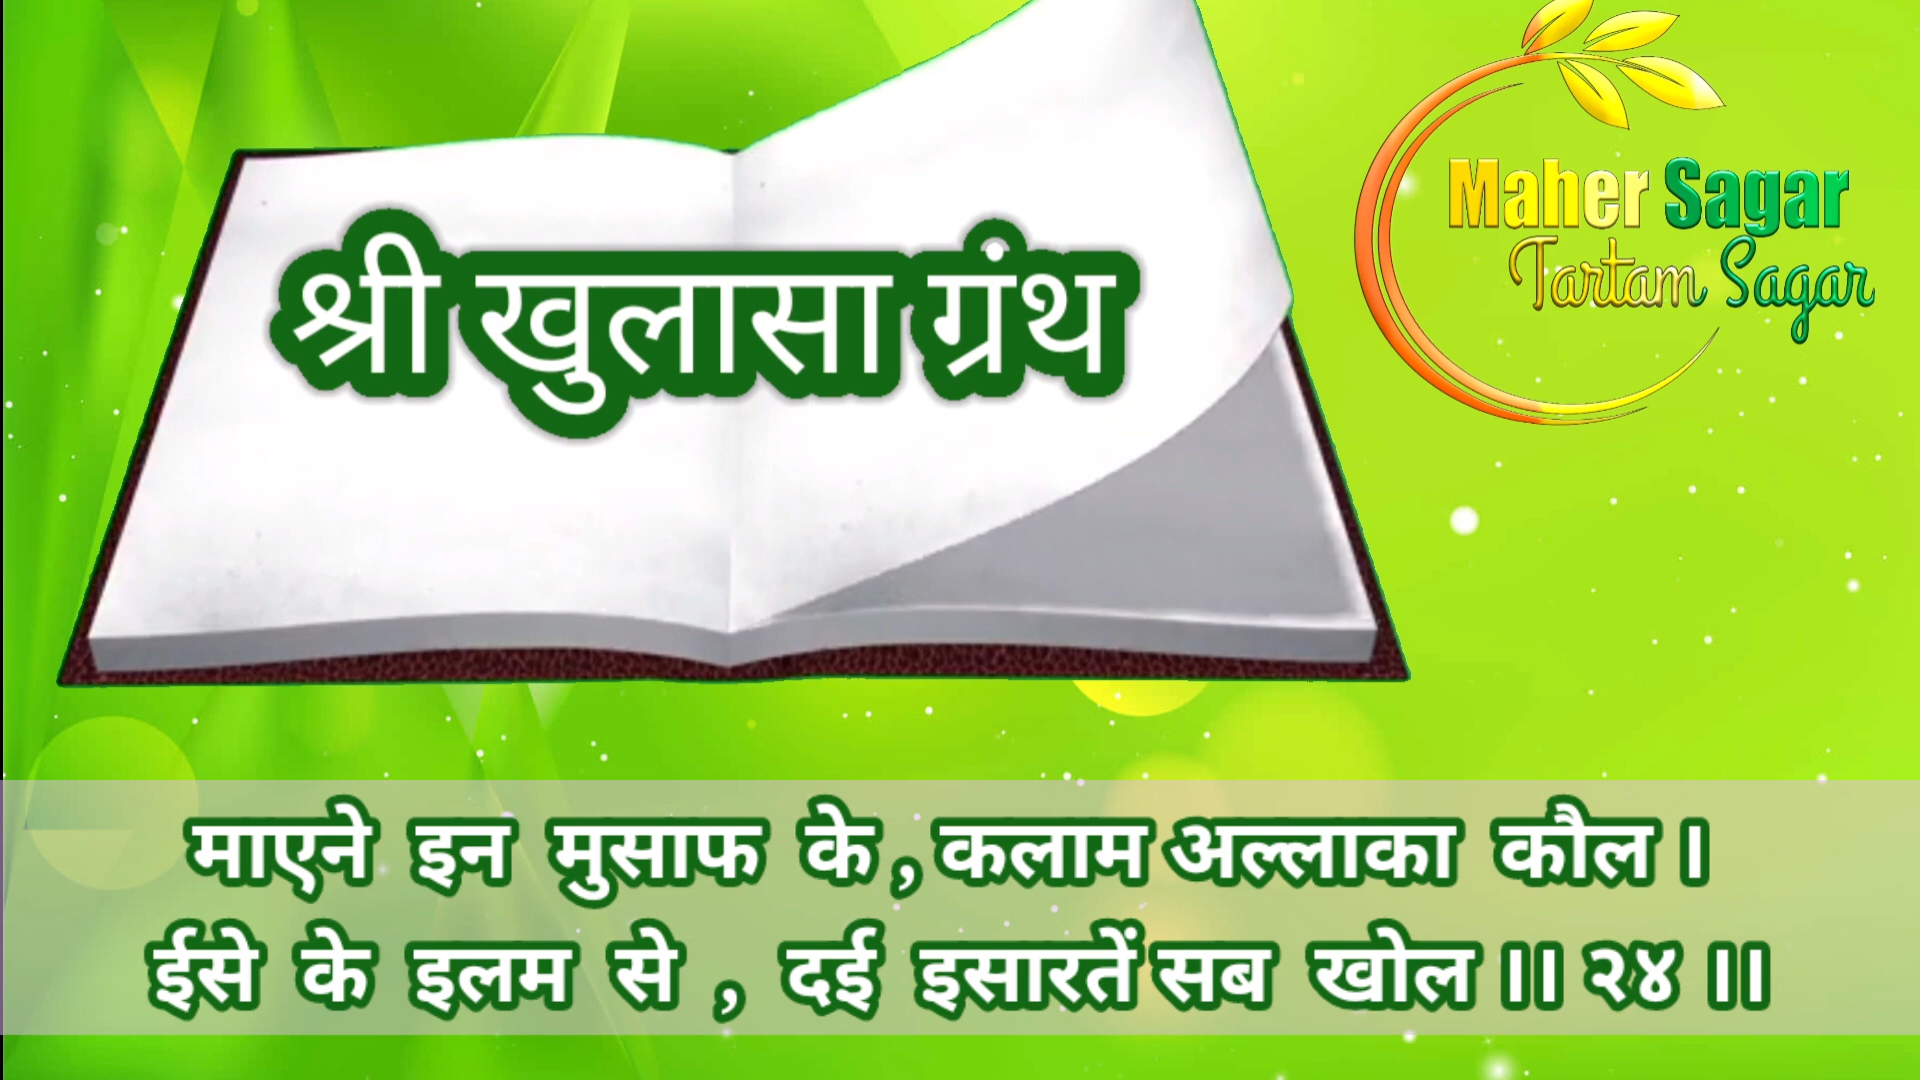 श्री खुलासा ग्रंथ
Maher Sagar
Tartam Sagar
माएने इन मुसाफ के , कलाम अल्लाका कौल ।
ईसे के इलम से , दई इसारतें सब खोल ।। २४ ।।